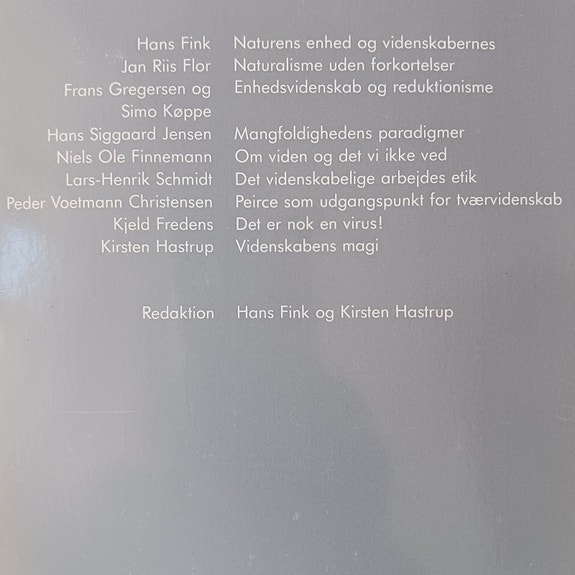 Hans Fink Naturens enhed og videnskabernes
Jan Riis Flor Naturalisme uden forkortelser
Frans Gregersen og Enhedsvidenskab og reduktionisme
Simo Køppe
Hans Siggaard Jensen Mangfoldighedens paradigmer
Niels Ole Finnemann Om viden og det vi ikke ved
Lars-Henrik Schmidt Det videnskabelige arbejdes etik
Peder Voetmann Christensen Peirce som udgangspunkt for tværvidenskab
Kjeld Fredens Det er nok en virus!
Kirsten Hastrup Videnskabens magi
Redaktion Hans Fink og Kirsten Hastrup